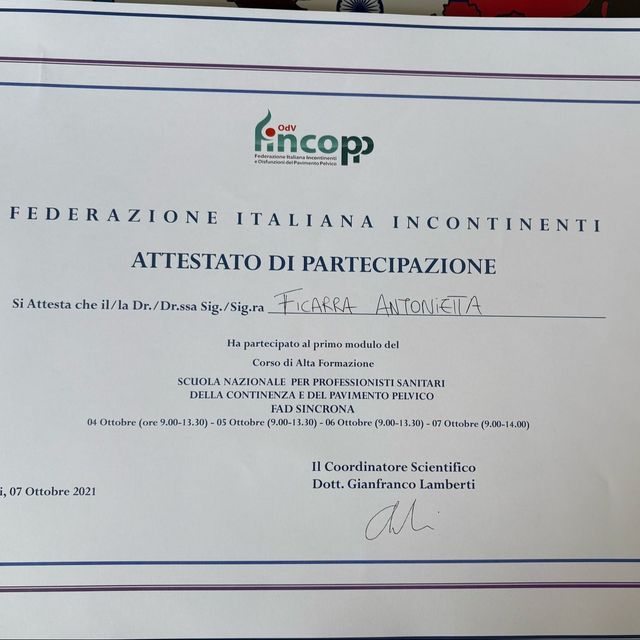 OdV
fincopp
Federazione Italiana Incontinenti
e Disfunzioni del Pavimento Pelvico
FEDERAZIONE ITALIANA INCONTINENTI
ATTESTATO DI PARTECIPAZIONE
Si Attesta che il/la Dr./Dr.ssa Sig./Sig.ra FICARRA ANTONIETTA
Ha partecipato al primo modulo del
Corso di Alta Formazione
SCUOLA NAZIONALE PER PROFESSIONISTI SANITARI
DELLA CONTINENZA E DEL PAVIMENTO PELVICO
FAD SINCRONA
04 Ottobre (ore 9.00-13.30) - 05 Ottobre (9.00-13.30) - 06 Ottobre (9.00-13.30) - 07 Ottobre (9.00-14.00)
Il Coordinatore Scientifico
Dott. Gianfranco Lamberti
i, 07 Ottobre 2021